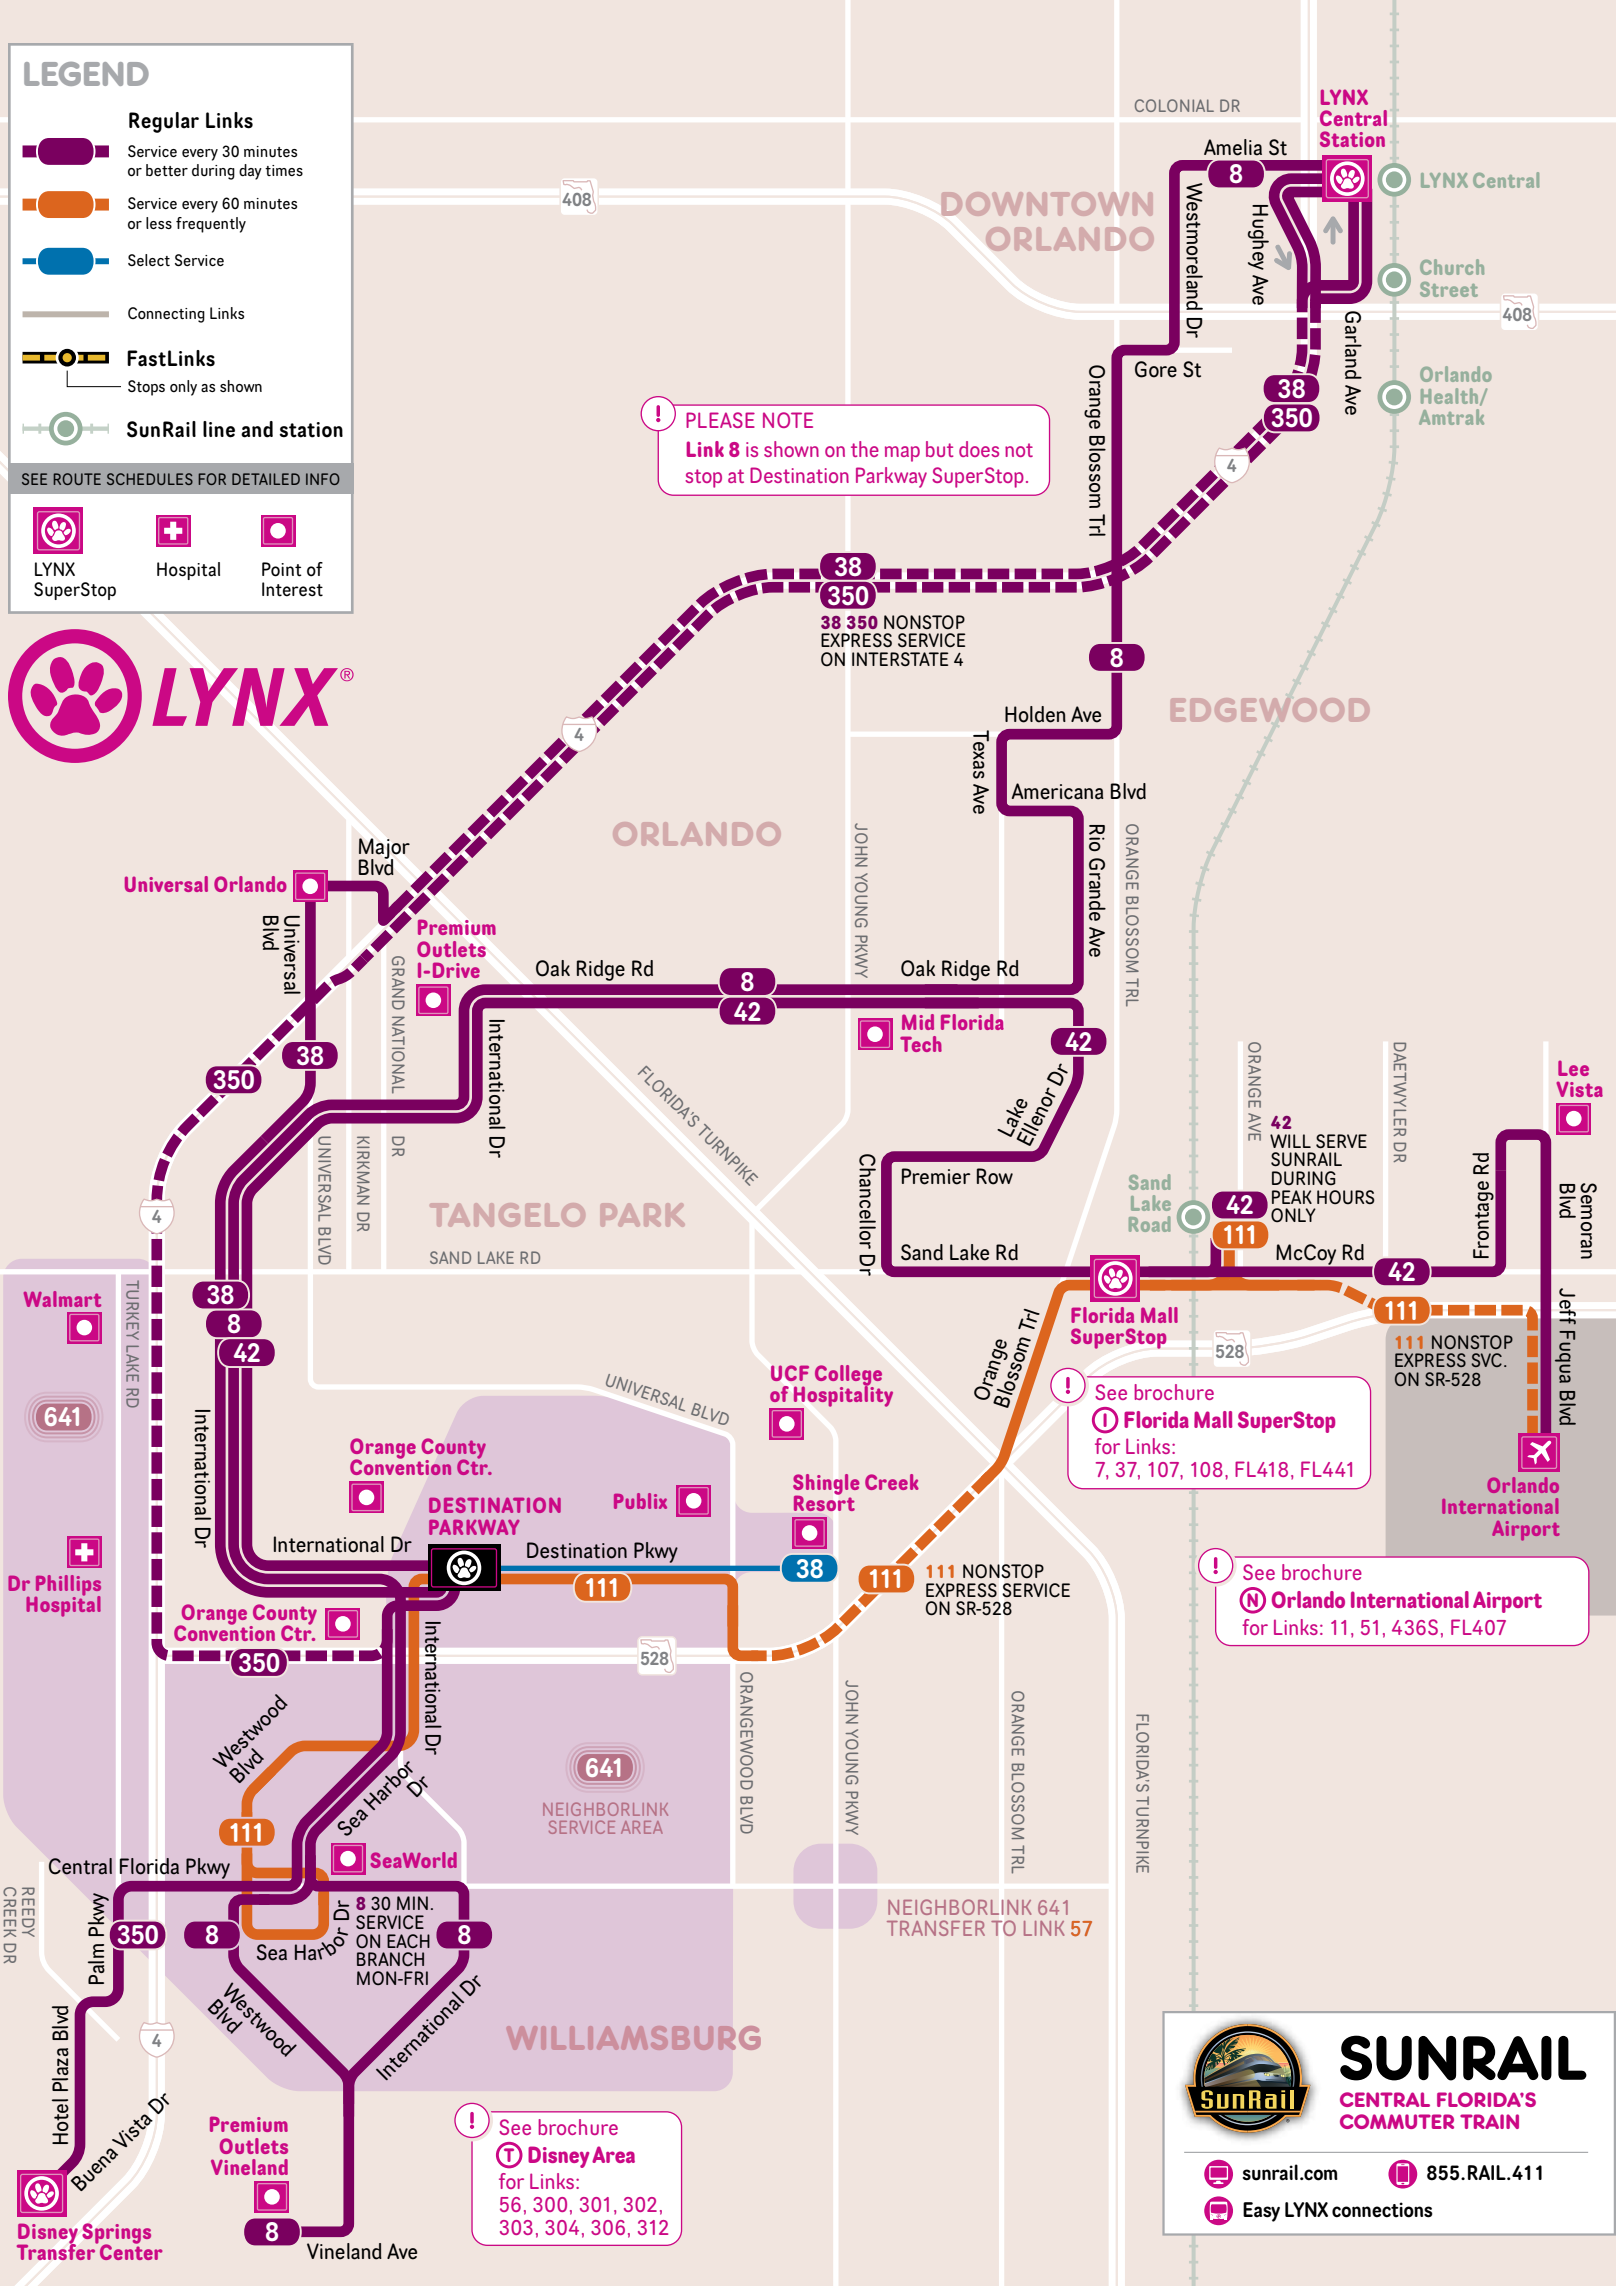 LEGEND
Regular Links
Service every 30 minutes
or better during day times
Service every 60 minutes
or less frequently
Select Service
Connecting Links
FastLinks
Stops only as shown
SunRail line and station
SEE ROUTE SCHEDULES FOR DETAILED INFO
LYNX
SuperStop
Hospital
Point of
Interest
LYNX®
COLONIAL DR
LYNX
Central
Station
Amelia St
8
LYNX Central
408
DOWNTOWN
ORLANDO
Westmoreland Dr
Hughey Ave
Church
Street
408
Garland Ave
Gore St
Orange Blossom Trl
38
350
Orlando
Health/
Amtrak
!
PLEASE NOTE
Link 8 is shown on the map but does not
stop at Destination Parkway SuperStop.
4
38
350
38 350 NONSTOP
EXPRESS SERVICE
ON INTERSTATE 4
8
EDGEWOOD
Holden Ave
4
Texas Ave
Americana Blvd
ORLANDO
JOHN YOUNG PKWY
Rio Grande Ave
ORANGE BLOSSOM TRL
Major
Blvd
Universal Orlando
Universal
Blvd
Premium
Outlets
I-Drive
GRAND NATIONAL
DR
Oak Ridge Rd
8
42
Oak Ridge Rd
Mid Florida
Tech
42
38
350
International Dr
FLORIDA'S TURNPIKE
Lake
Ellenor Dr
ORANGE AVE
DAETWYLER DR
Lee
Vista
42
WILL SERVE
SUNRAIL
DURING
PEAK HOURS
ONLY
UNIVERSAL BLVD
KIRKMAN DR
Chancellor Dr
Premier Row
Sand
Lake
Road
42
111
Frontage Rd
Semoran
Blvd
4
TANGELO PARK
SAND LAKE RD
Sand Lake Rd
McCoy Rd
42
Walmart
TURKEY LAKE RD
38
8
42
Florida Mall
SuperStop
111
Jeff Fuqua Blvd
111 NONSTOP
EXPRESS SVC.
ON SR-528
528
Orange
Blossom Trl
641
UNIVERSAL BLVD
UCF College
of Hospitality
!
See brochure
I Florida Mall SuperStop
for Links:
7, 37, 107, 108, FL418, FL441
International Dr
Orange County
Convention Ctr.
DESTINATION
PARKWAY
Publix
Shingle Creek
Resort
Orlando
International
Airport
International Dr
Destination Pkwy
38
111
111
111 NONSTOP
EXPRESS SERVICE
ON SR-528
!
See brochure
N Orlando International Airport
for Links: 11, 51, 436S, FL407
Dr Phillips
Hospital
Orange County
Convention Ctr.
350
International Dr
528
ORANGEWOOD BLVD
JOHN YOUNG PKWY
ORANGE BLOSSOM TRL
FLORIDA'S TURNPIKE
Westwood
Blvd
641
NEIGHBORLINK
SERVICE AREA
Sea Harbor
Dr
111
SeaWorld
Central Florida Pkwy
REEDY
CREEK DR
Palm Pkwy
350
8
Sea Harbor Dr
8 30 MIN.
SERVICE
ON EACH
BRANCH
MON-FRI
8
NEIGHBORLINK 641
TRANSFER TO LINK 57
Westwood
Blvd
International Dr
Hotel Plaza Blvd
4
WILLIAMSBURG
Buena Vista Dr
Premium
Outlets
Vineland
8
Vineland Ave
Disney Springs
Transfer Center
!
See brochure
T Disney Area
for Links:
56, 300, 301, 302,
303, 304, 306, 312
SunRail
SUNRAIL
CENTRAL FLORIDA'S
COMMUTER TRAIN
sunrail.com
855.RAIL.411
Easy LYNX connections